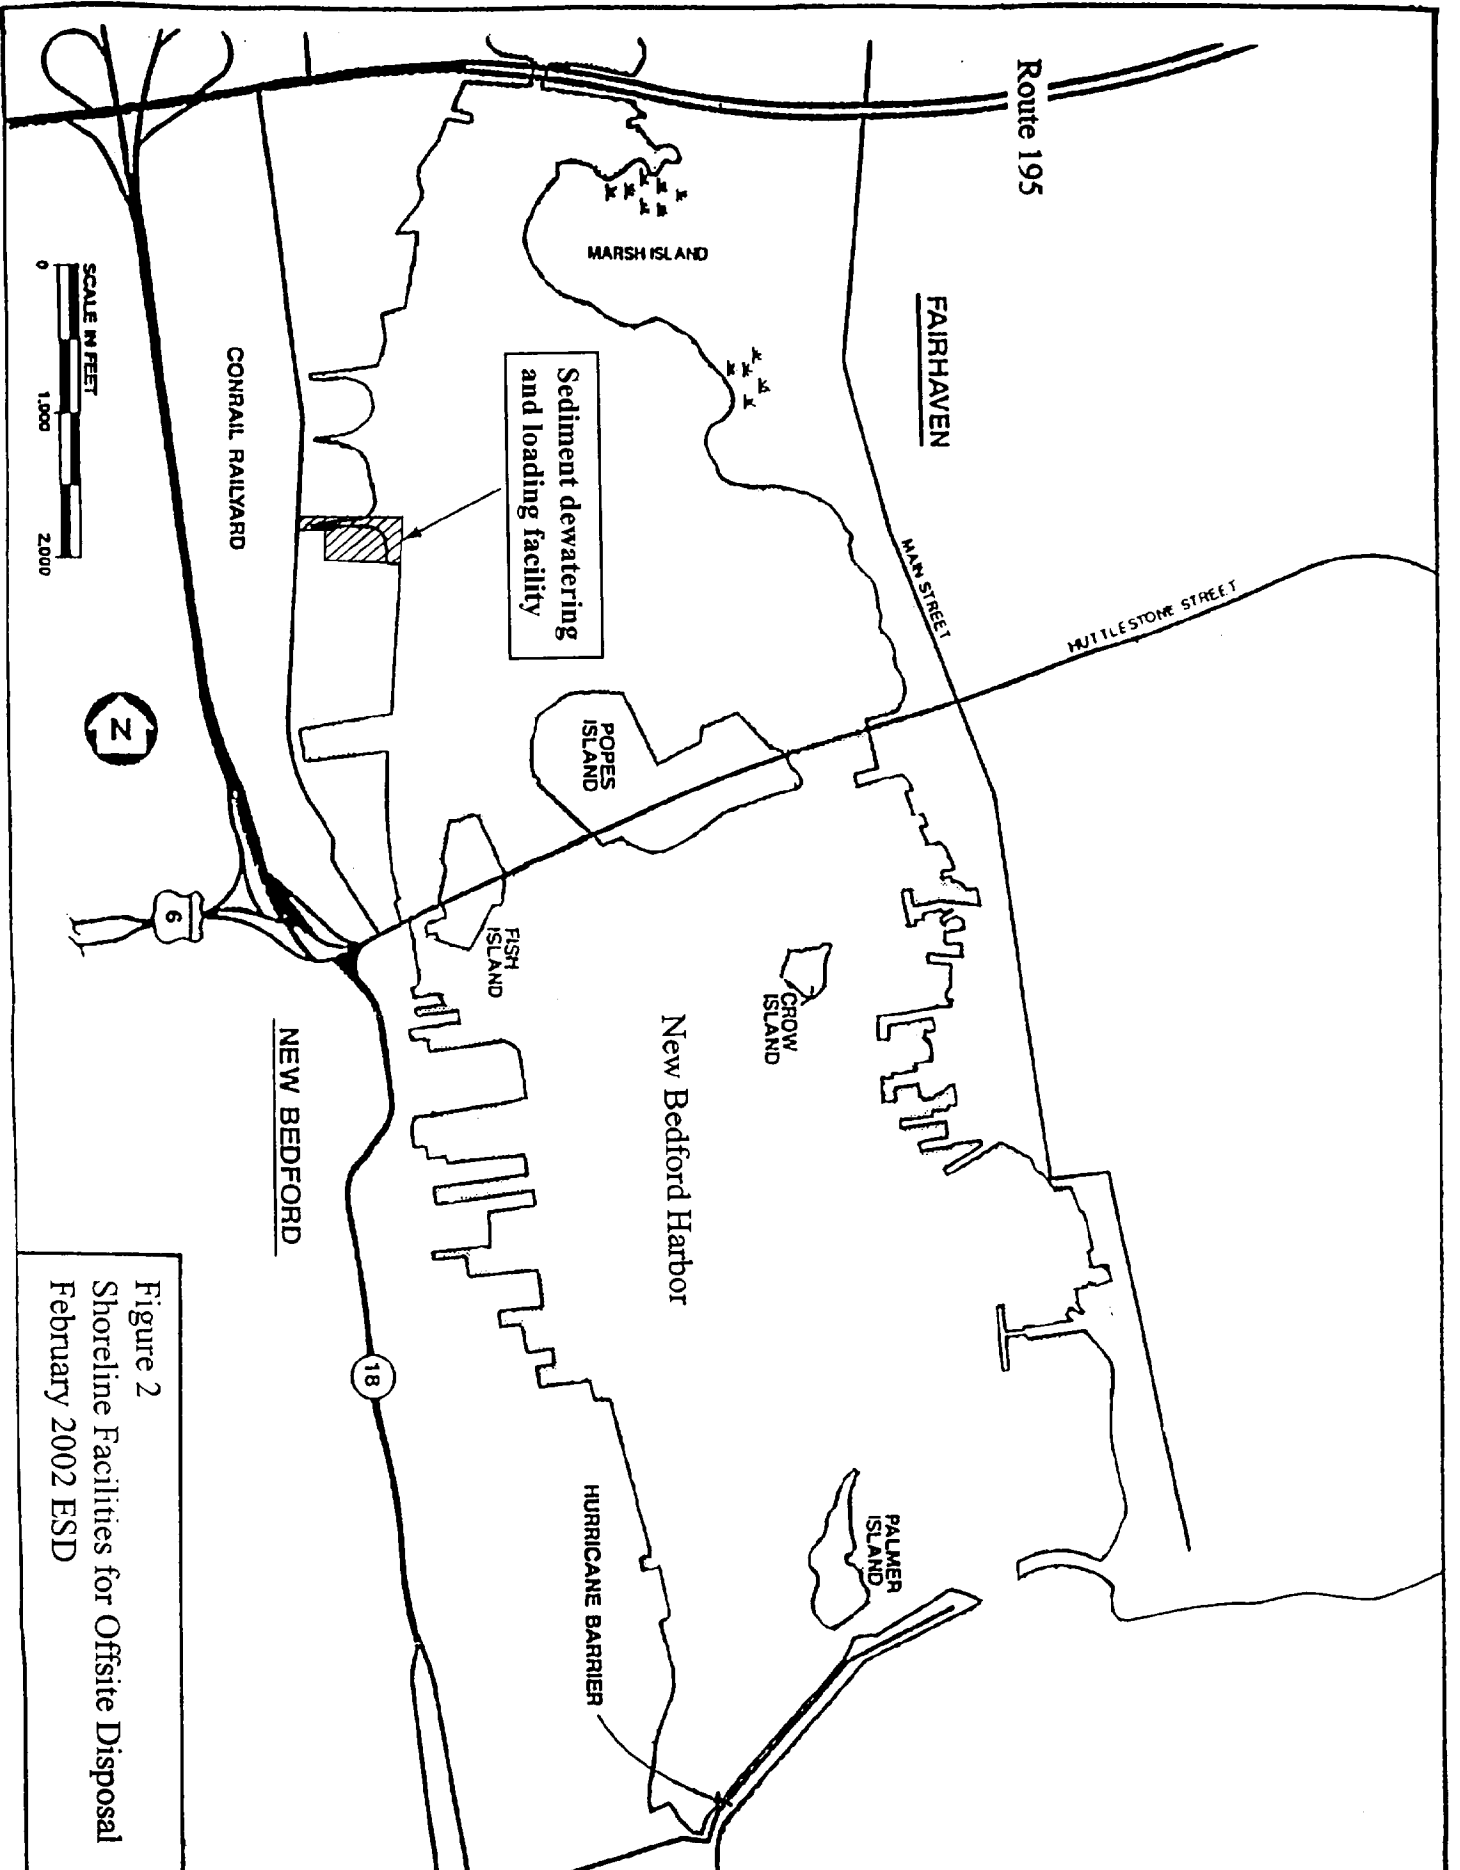 Route 195
FAIRHAVEN
MARSH ISLAND
MAIN STREET
HUTTLESTONE STREET
Sediment dewatering
and loading facility
CONRAIL RAILYARD
SCALE IN FEET
0 1,000 2,000
N
POPES
ISLAND
FISH
ISLAND
CROW
ISLAND
New Bedford Harbor
6
NEW BEDFORD
18
PALMER
ISLAND
HURRICANE BARRIER
Figure 2
Shoreline Facilities for Offsite Disposal
February 2002 ESD